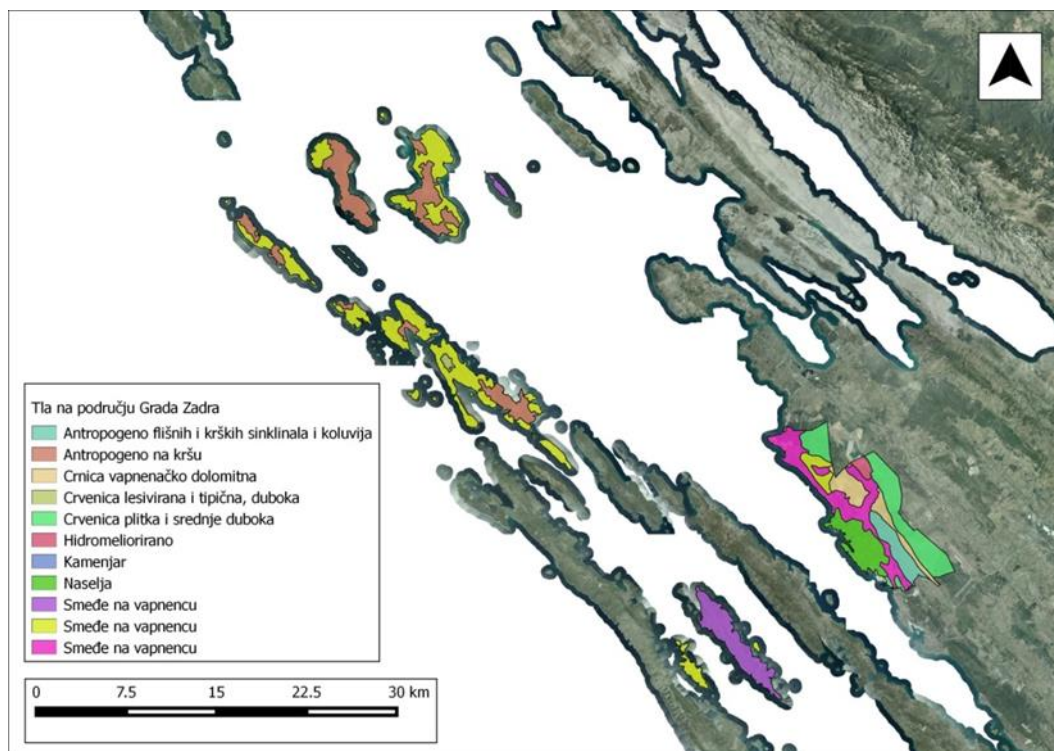 Tla na području Grada Zadra
Antropogeno flišnih i krških sinklinala i koluvija
Antropogeno na kršu
Crnica vapnenačko dolomitna
Crvenica lesivirana i tipična, duboka
Crvenica plitka i srednje duboka
Hidromeliorirano
Kamenjar
Naselja
Smeđe na vapnencu
Smeđe na vapnencu
Smeđe na vapnencu
0 7.5 15 22.5 30 km